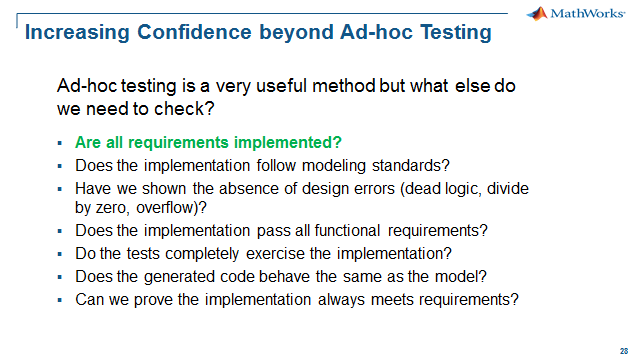 Increasing Confidence beyond Ad-hoc Testing
MathWorks®
Ad-hoc testing is a very useful method but what else do
we need to check?
▪ Are all requirements implemented?
▪ Does the implementation follow modeling standards?
▪ Have we shown the absence of design errors (dead logic, divide
by zero, overflow)?
▪ Does the implementation pass all functional requirements?
▪ Do the tests completely exercise the implementation?
▪ Does the generated code behave the same as the model?
▪ Can we prove the implementation always meets requirements?
28